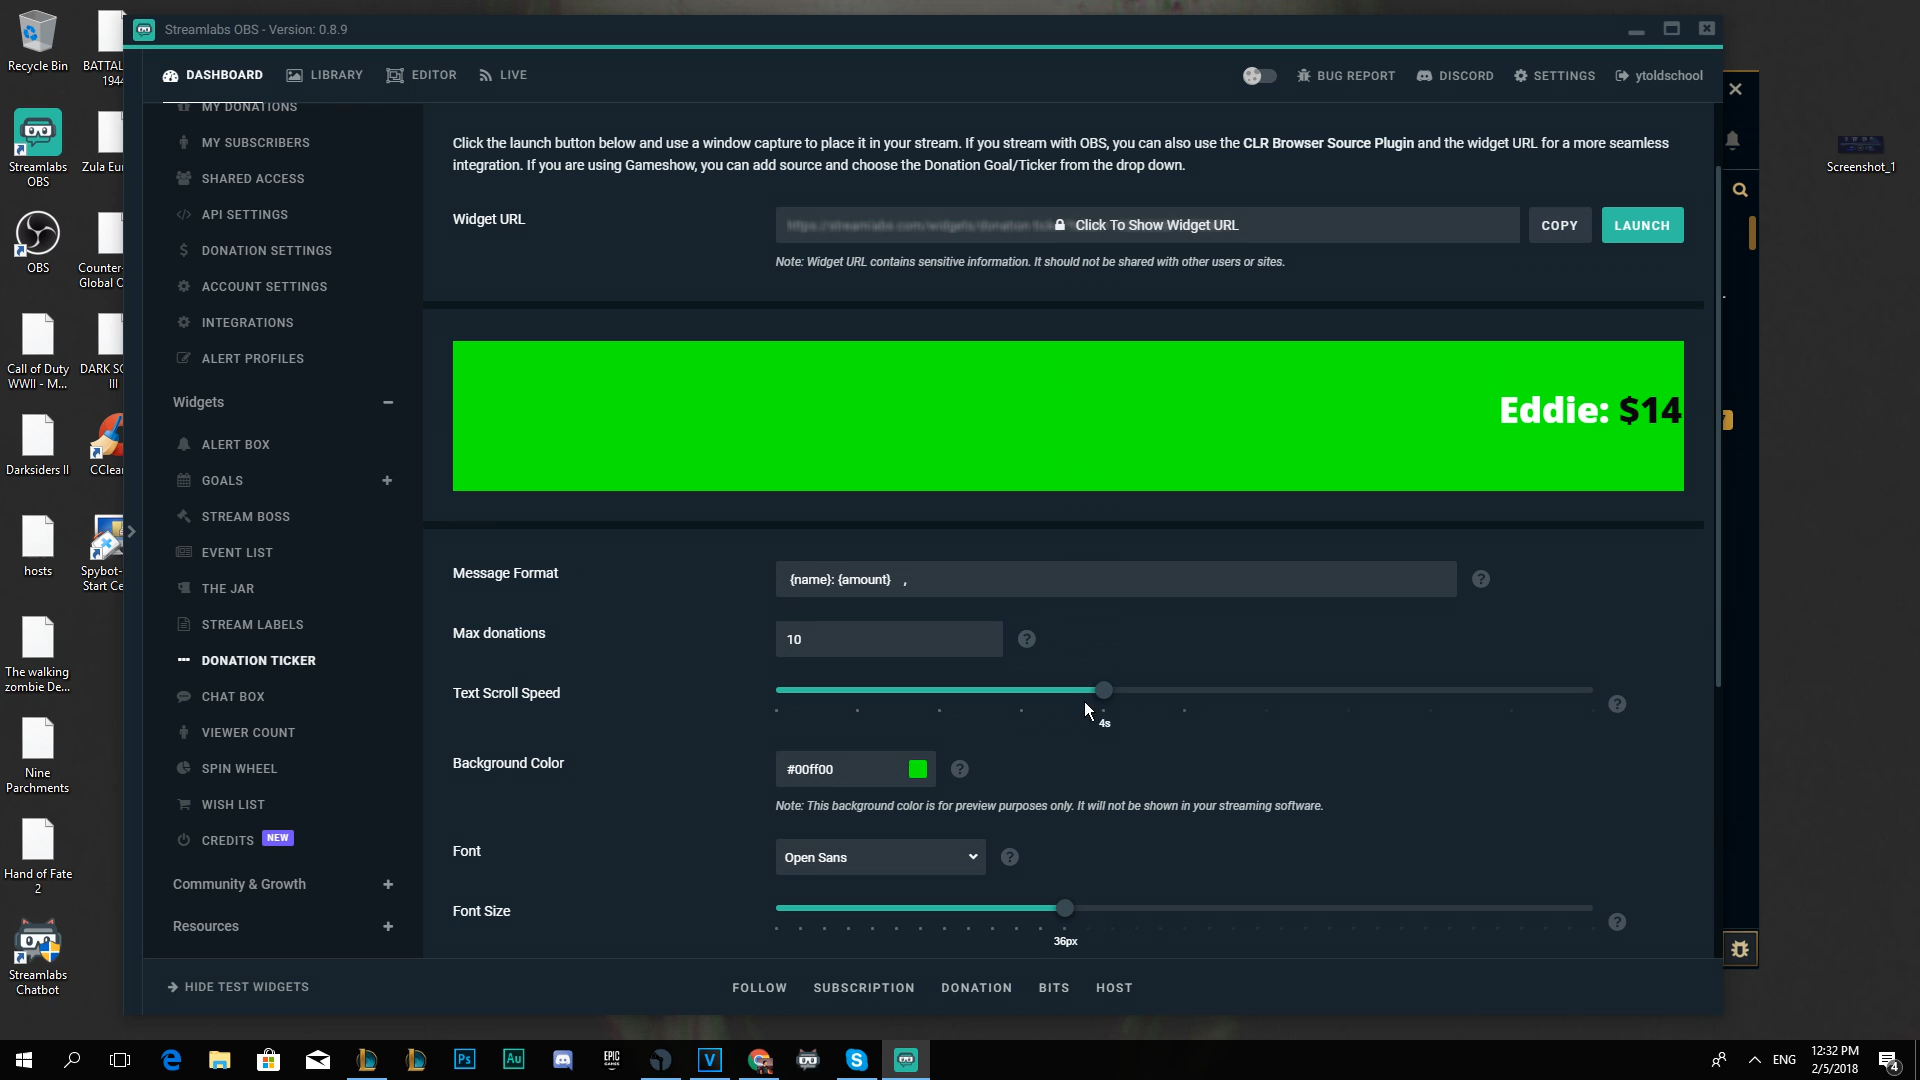 Streamlabs OBS - Version: 0.8.9
DASHBOARD
LIBRARY
EDITOR
LIVE
BUG REPORT
DISCORD
SETTINGS
ytoldschool
Recycle Bin
BATTAL
1944
Streamlabs
OBS
Zula Eu
OBS
Counter-
Global O
Call of Duty
WWII - M...
DARK SO
III
Darksiders II
CClea
hosts
Spybot-
Start Ce
The walking
zombie De...
Nine
Parchments
Hand of Fate
2
Streamlabs
Chatbot
Screenshot_1
MY DONATIONS
MY SUBSCRIBERS
SHARED ACCESS
API SETTINGS
DONATION SETTINGS
ACCOUNT SETTINGS
INTEGRATIONS
ALERT PROFILES
Widgets
ALERT BOX
GOALS
STREAM BOSS
EVENT LIST
THE JAR
STREAM LABELS
DONATION TICKER
CHAT BOX
VIEWER COUNT
SPIN WHEEL
WISH LIST
CREDITS NEW
Community & Growth
Resources
HIDE TEST WIDGETS
Click the launch button below and use a window capture to place it in your stream. If you stream with OBS, you can also use the CLR Browser Source Plugin and the widget URL for a more seamless
integration. If you are using Gameshow, you can add source and choose the Donation Goal/Ticker from the drop down.
Widget URL
Click To Show Widget URL
COPY
LAUNCH
Note: Widget URL contains sensitive information. It should not be shared with other users or sites.
Eddie: $14
Message Format
{name}: {amount} ,
Max donations
10
Text Scroll Speed
4s
Background Color
#00ff00
Note: This background color is for preview purposes only. It will not be shown in your streaming software.
Font
Open Sans
Font Size
36px
FOLLOW
SUBSCRIPTION
DONATION
BITS
HOST
Ps
Au
EPIC
GAMES
V
ENG
12:32 PM
2/5/2018
4